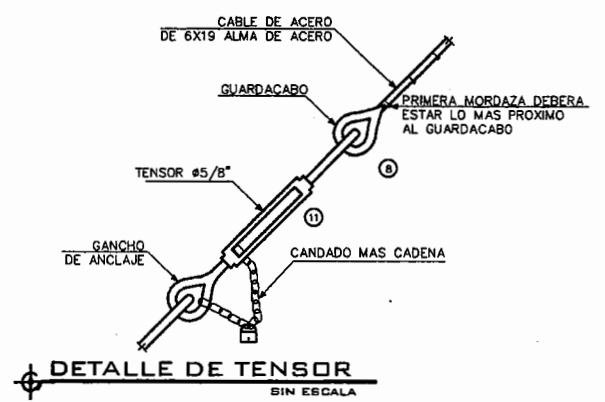 CABLE DE ACERO
DE 6X19 ALMA DE ACERO
GUARDACABO
PRIMERA MORDAZA DEBERA
ESTAR LO MAS PROXIMO
AL GUARDACABO
8
TENSOR ø5/8"
11
GANCHO
DE ANCLAJE
CANDADO MAS CADENA
DETALLE DE TENSOR
SIN ESCALA